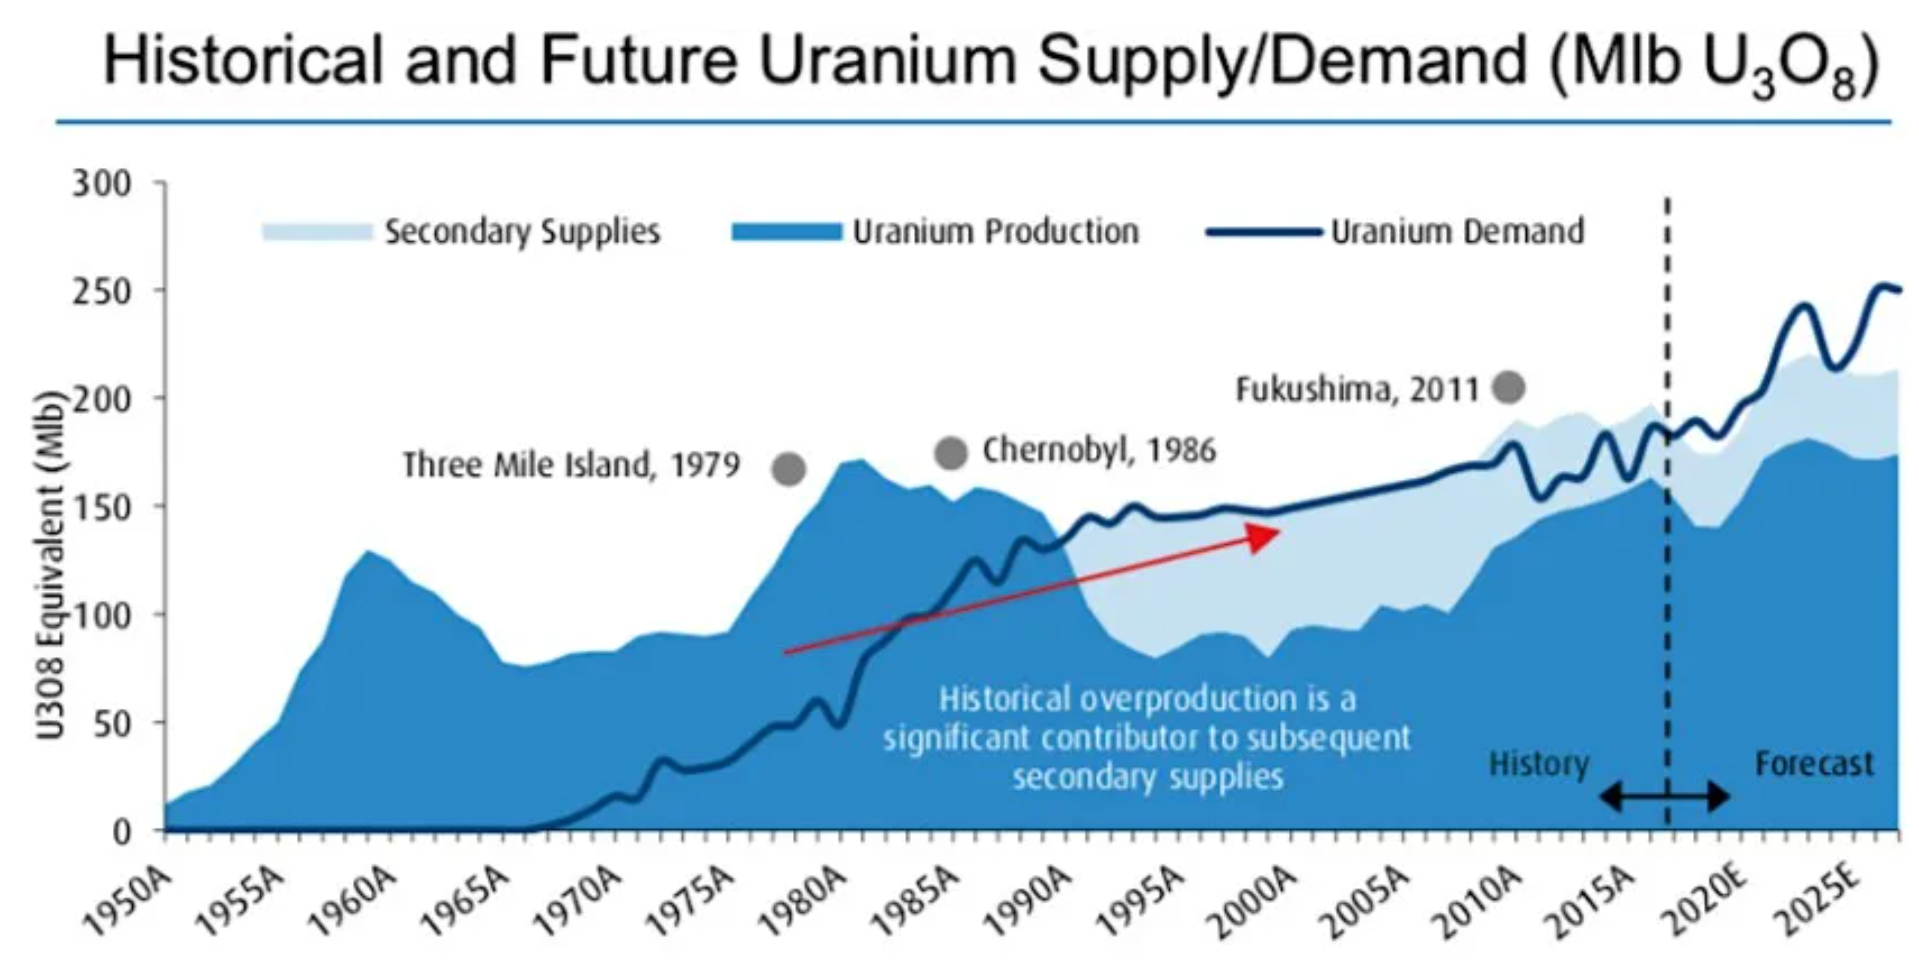 Historical and Future Uranium Supply/Demand (Mlb U₃O₈)
300
250
200
150
100
50
0
U308 Equivalent (Mlb)
Secondary Supplies
Uranium Production
Uranium Demand
Three Mile Island, 1979
Chernobyl, 1986
Fukushima, 2011
Historical overproduction is a
significant contributor to subsequent
secondary supplies
History
Forecast
1950A
1955A
1960A
1965A
1970A
1975A
1980A
1985A
1990A
1995A
2000A
2005A
2010A
2015A
2020E
2025E